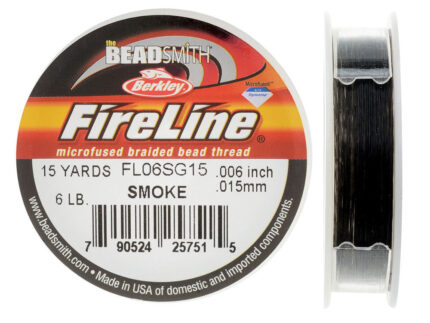 the BEADSMITH
Berkley
FireLine
microfused braided bead thread
15 YARDS FL06SG15 .006 inch
6 LB. SMOKE .015mm
7 90524 25751 5
www.beadsmith.com
Made in USA of domestic and imported components.